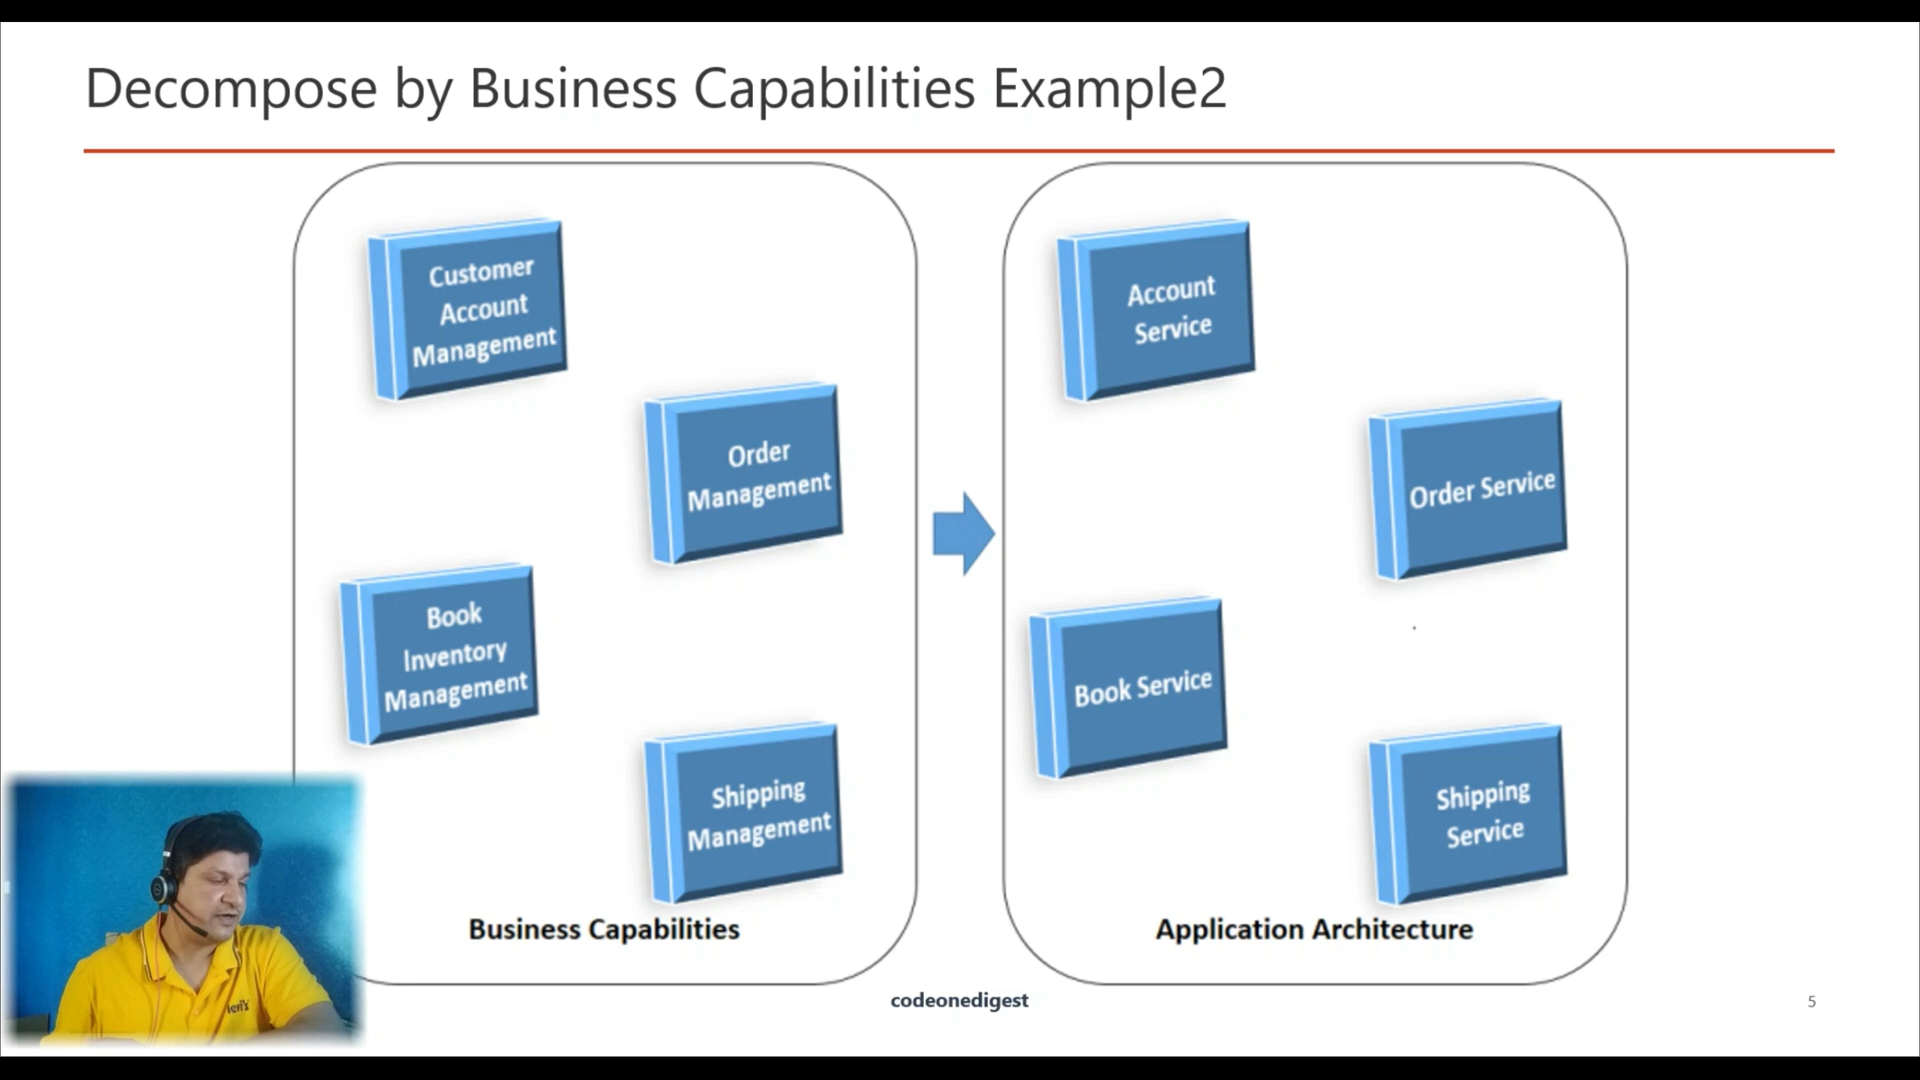 Decompose by Business Capabilities Example2
Customer
Account
Management
Order
Management
Book
Inventory
Management
Shipping
Management
Business Capabilities
Account
Service
Order Service
Book Service
Shipping
Service
Application Architecture
codeonedigest
5